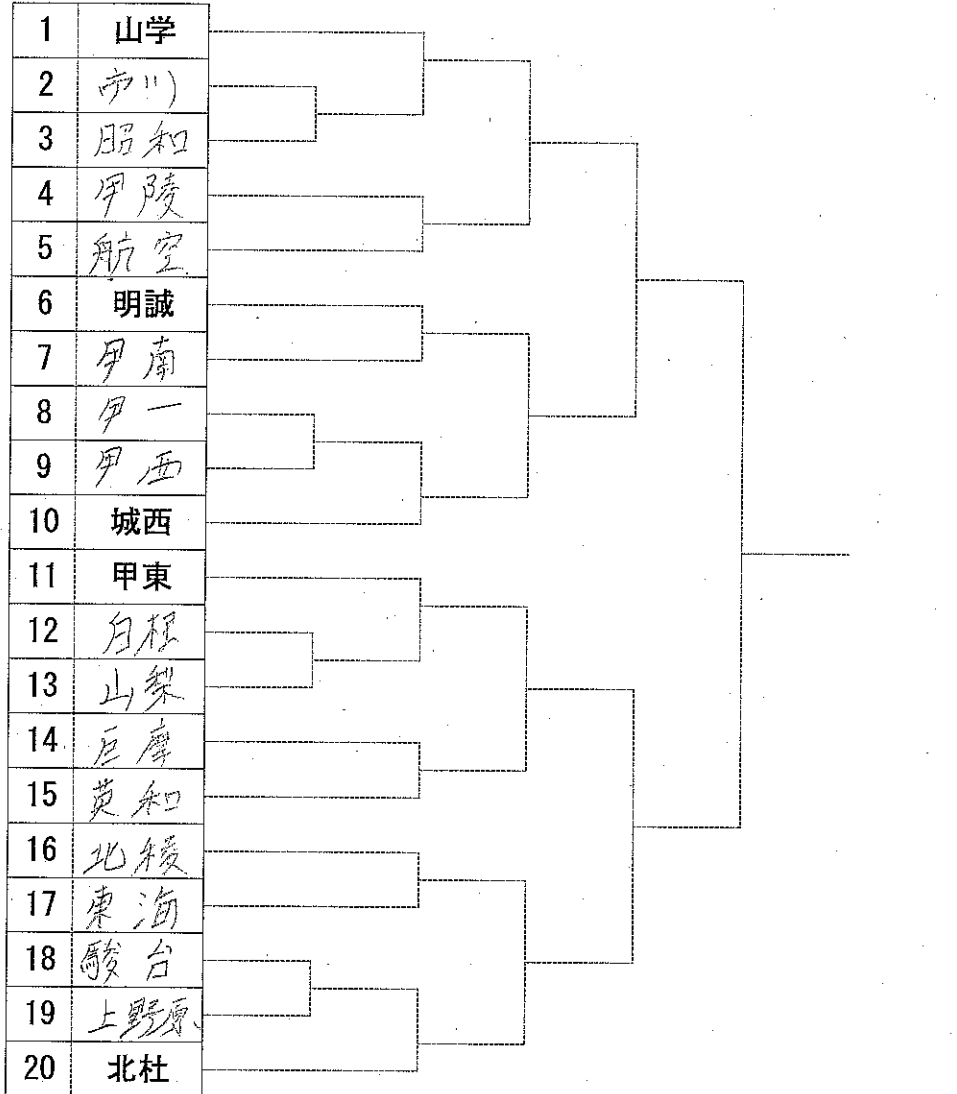 1 山学
2 市川
3 昭和
4 甲陵
5 航空
6 明誠
7 甲南
8 甲一
9 甲西
10 城西
11 甲東
12 白根
13 山梨
14 巨摩
15 英和
16 北稜
17 東海
18 駿台
19 上野原
20 北杜